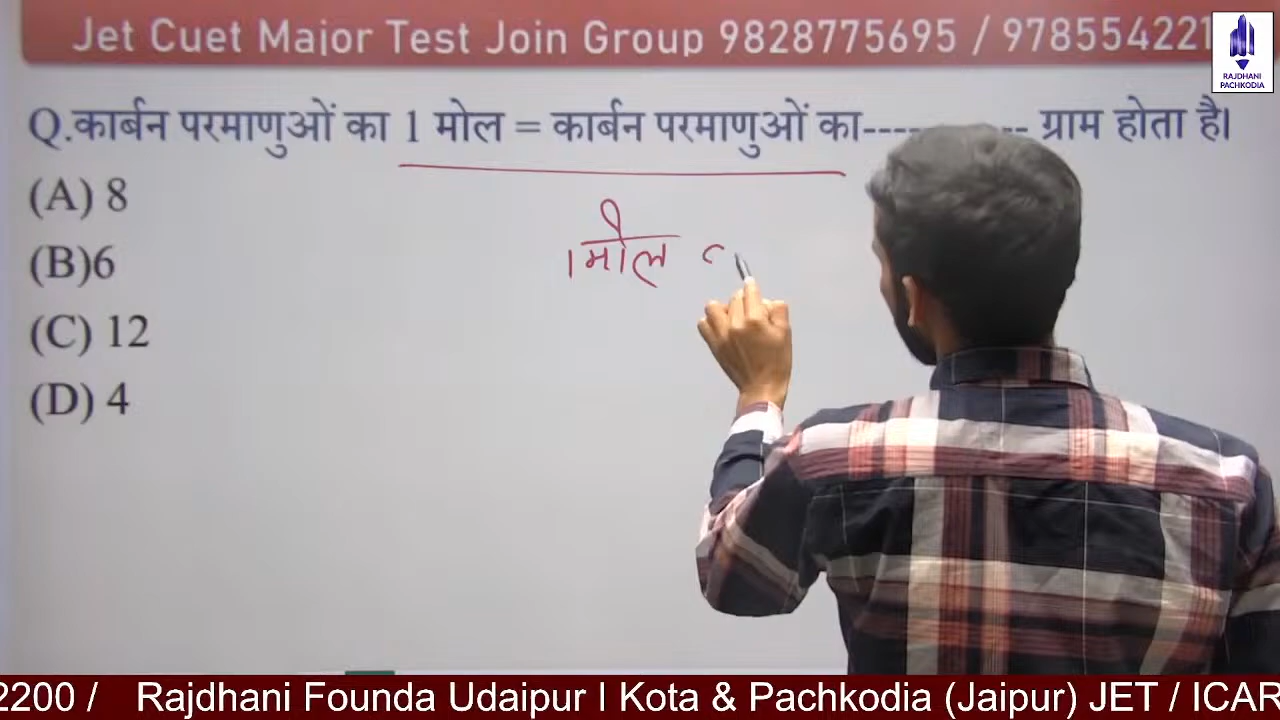 Jet Cuet Major Test Join Group 9828775695 / 978554221
RAJDHANI
PACHKODIA
Q.कार्बन परमाणुओं का 1 मोल = कार्बन परमाणुओं का---- -- ग्राम होता है।
(A) 8
(B)6
(C) 12
(D) 4
1 मोल
2200 / Rajdhani Founda Udaipur l Kota & Pachkodia (Jaipur) JET / ICAR